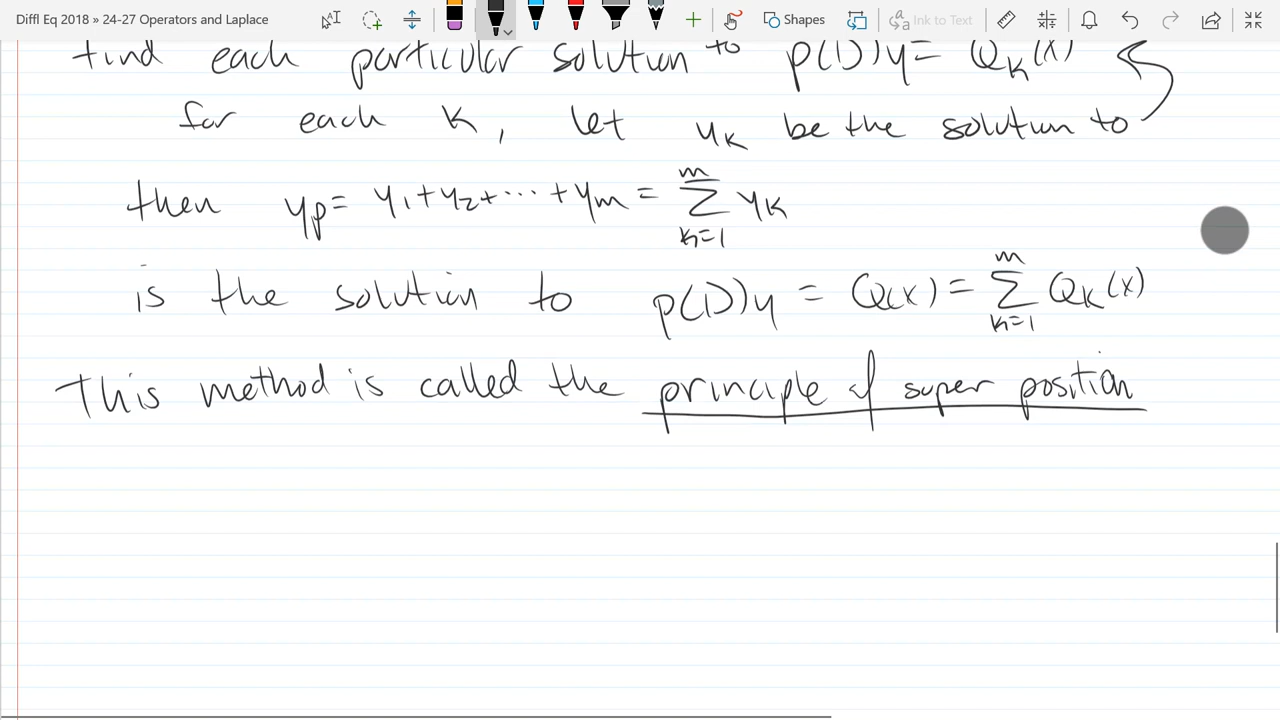 Diffl Eq 2018 » 24-27 Operators and Laplace
Shapes
Ink to Text
find each particular solution to p(D)y = Qk(x)
for each k, let yk be the solution to
then yp = y1 + y2 + ... + ym = m Σ k=1 yk
is the solution to p(D)y = Q(x) = m Σ k=1 Qk(x)
This method is called the principle of super position